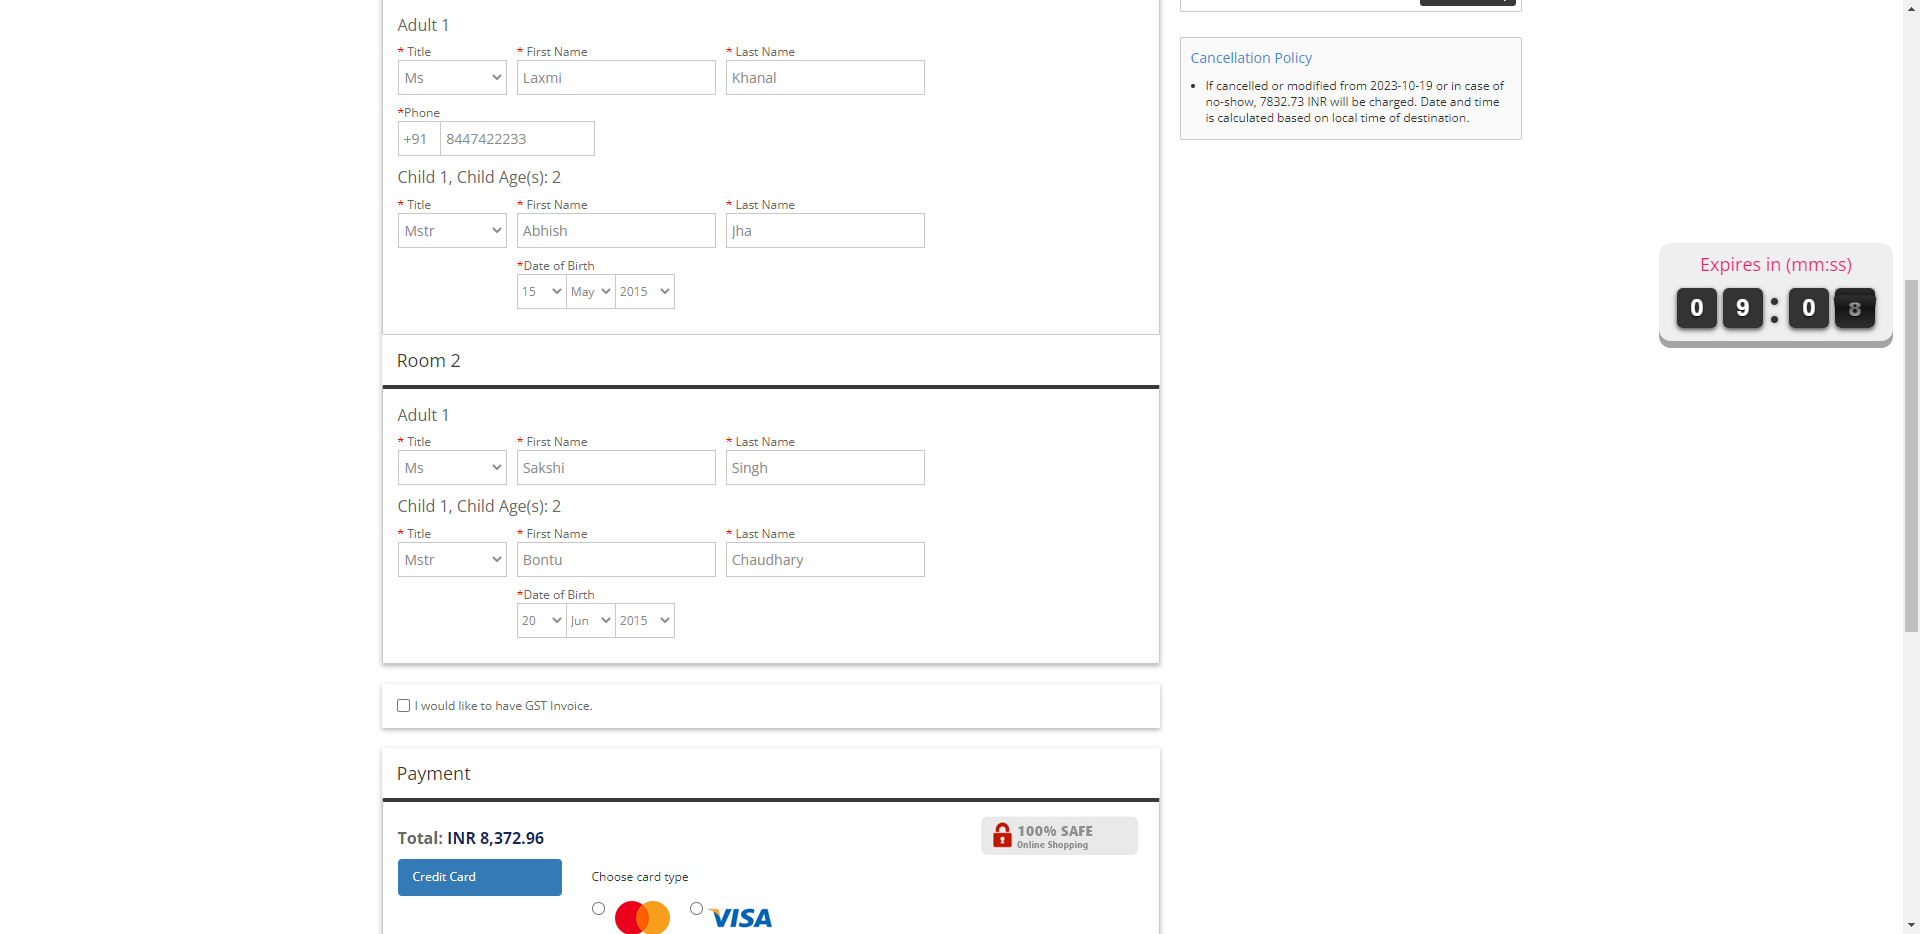 Adult 1
* Title * First Name * Last Name
Ms Laxmi Khanal
*Phone
+91 8447422233
Child 1, Child Age(s): 2
* Title * First Name * Last Name
Mstr Abhish Jha
*Date of Birth
15 May 2015
Room 2
Adult 1
* Title * First Name * Last Name
Ms Sakshi Singh
Child 1, Child Age(s): 2
* Title * First Name * Last Name
Mstr Bontu Chaudhary
*Date of Birth
20 Jun 2015
I would like to have GST Invoice.
Payment
Total: INR 8,372.96
100% SAFE
Online Shopping
Credit Card
Choose card type
VISA
Cancellation Policy
• If cancelled or modified from 2023-10-19 or in case of
no-show, 7832.73 INR will be charged. Date and time
is calculated based on local time of destination.
Expires in (mm:ss)
09:08